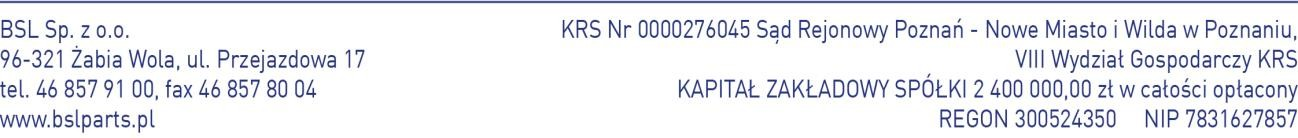 BSL Sp. z o.o.
96-321 Żabia Wola, ul. Przejazdowa 17
tel. 46 857 91 00, fax 46 857 80 04
www.bslparts.pl
KRS Nr 0000276045 Sąd Rejonowy Poznań - Nowe Miasto i Wilda w Poznaniu,
VIII Wydział Gospodarczy KRS
KAPITAŁ ZAKŁADOWY SPÓŁKI 2 400 000,00 zł w całości opłacony
REGON 300524350 NIP 7831627857